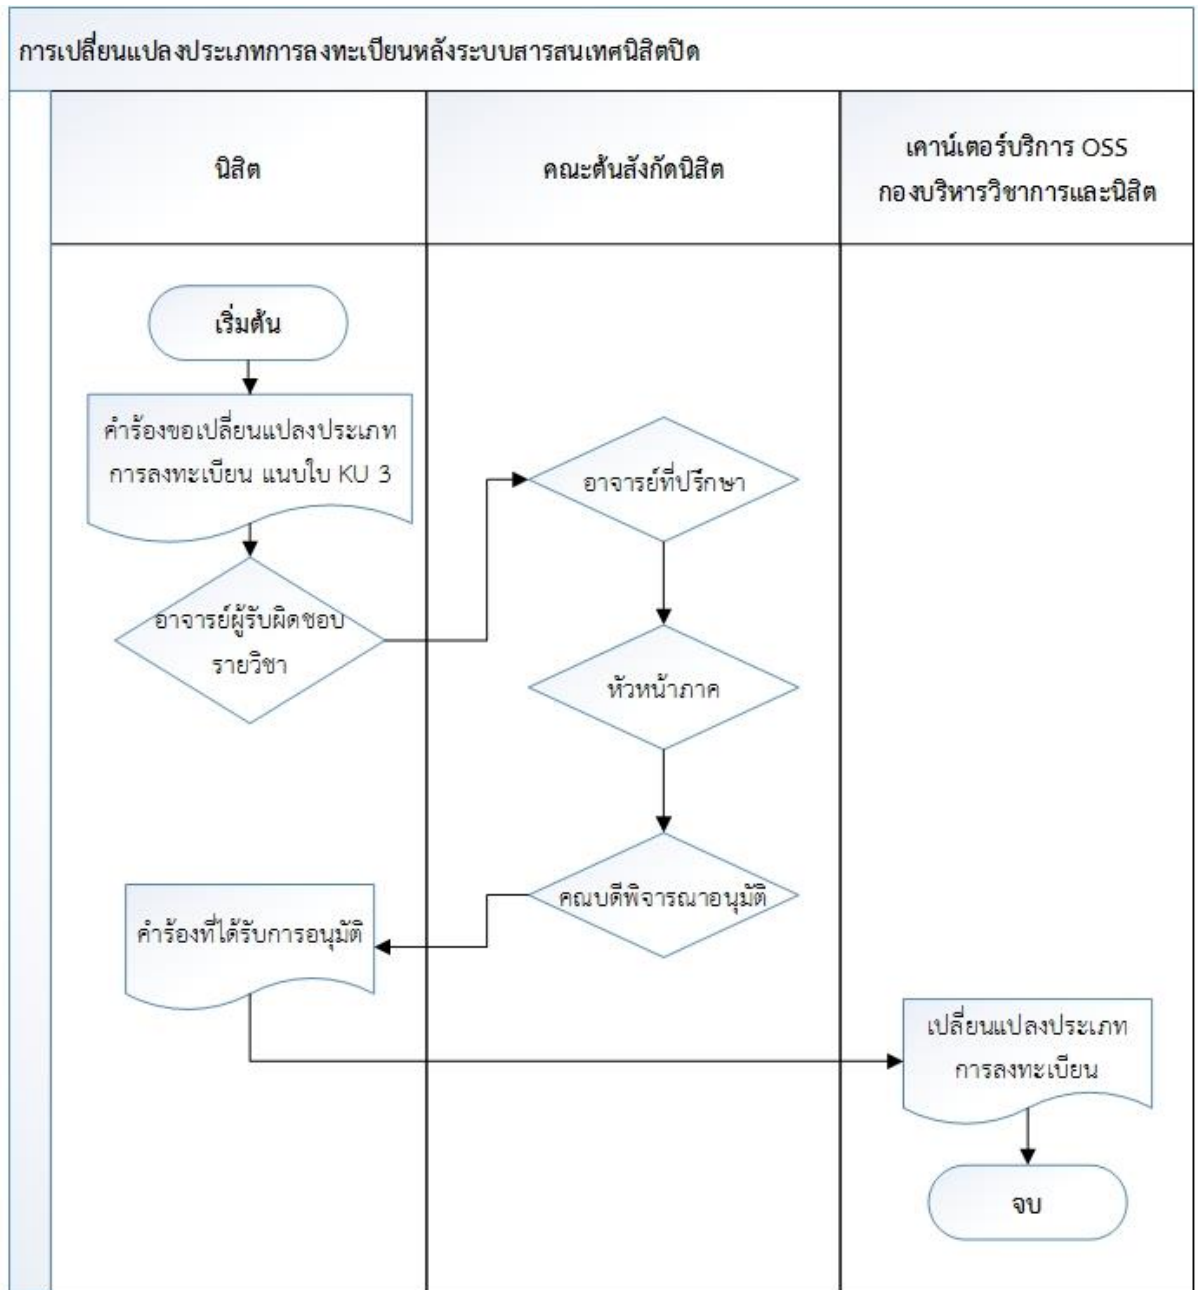 การเปลี่ยนแปลงประเภทการลงทะเบียนหลังระบบสารสนเทศนิสิตปิด
นิสิต
คณะต้นสังกัดนิสิต
เคาน์เตอร์บริการ OSS
กองบริหารวิชาการและนิสิต
เริ่มต้น
คำร้องขอเปลี่ยนแปลงประเภท
การลงทะเบียน แนบใบ KU 3
อาจารย์ผู้รับผิดชอบ
รายวิชา
อาจารย์ที่ปรึกษา
หัวหน้าภาค
คณบดีพิจารณาอนุมัติ
คำร้องที่ได้รับการอนุมัติ
เปลี่ยนแปลงประเภท
การลงทะเบียน
จบ